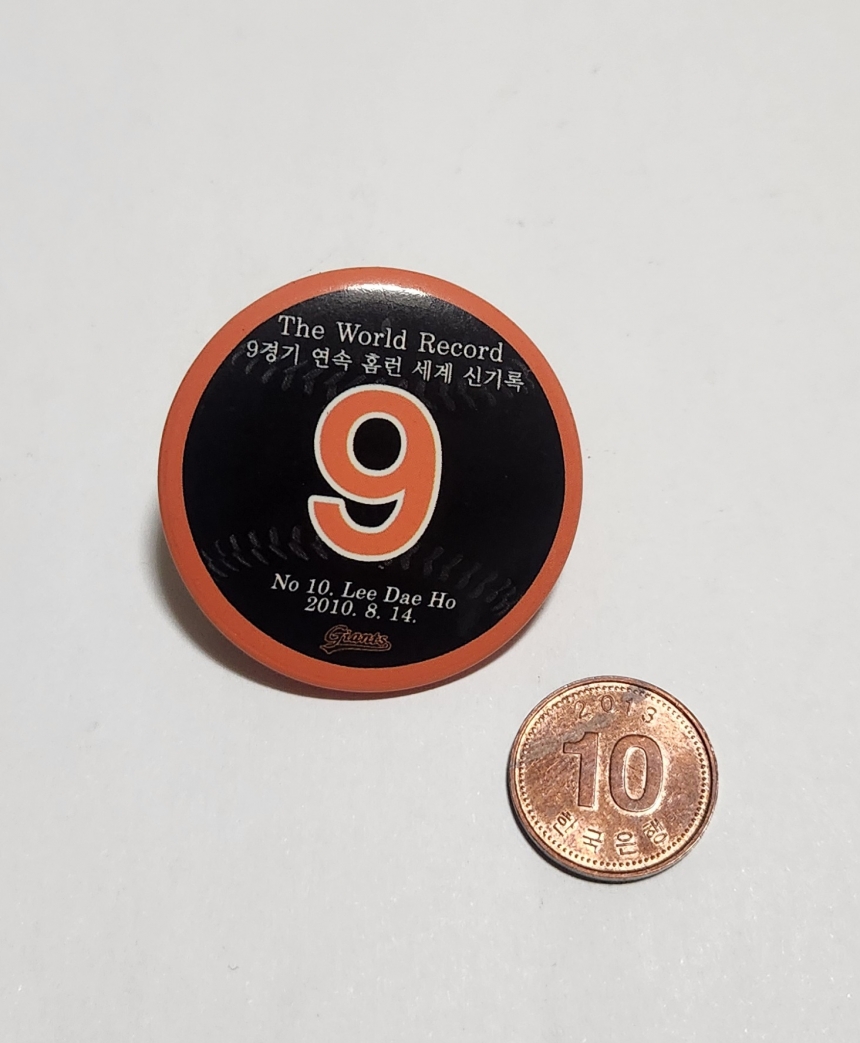 The World Record
9경기 연속 홈런 세계 신기록
9
No 10. Lee Dae Ho
2010. 8. 14.
Giants
2013
10
한국은행